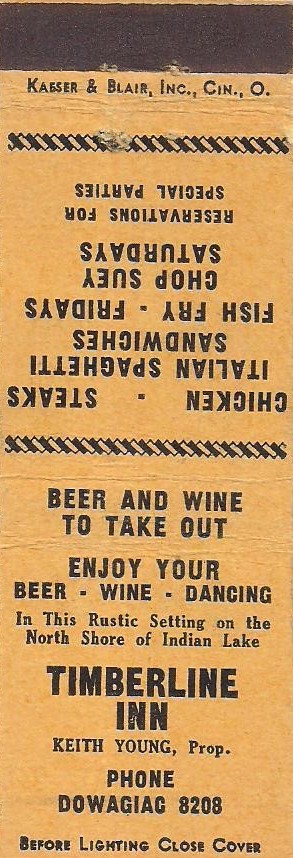 Kaeser & Blair, Inc., Cin., O.
CHICKEN - STEAKS
ITALIAN SPAGHETTI
SANDWICHES
FISH FRY - FRIDAYS
CHOP SUEY
SATURDAYS
RESERVATIONS FOR
SPECIAL PARTIES
BEER AND WINE
TO TAKE OUT
ENJOY YOUR
BEER - WINE - DANCING
In This Rustic Setting on the
North Shore of Indian Lake
TIMBERLINE
INN
KEITH YOUNG, Prop.
PHONE
DOWAGIAC 8208
Before Lighting Close Cover